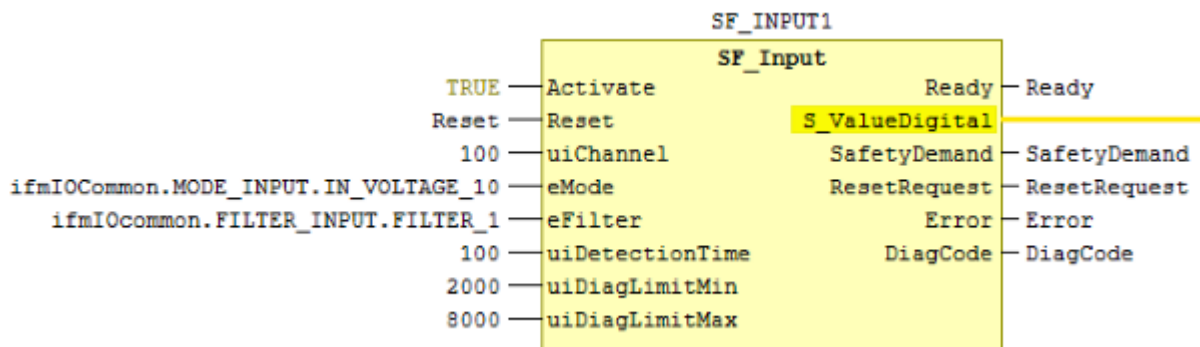 SF_INPUT1
SF_Input
TRUE Activate Ready Ready
Reset Reset S_ValueDigital
100 uiChannel SafetyDemand SafetyDemand
ifmIOCommon.MODE_INPUT.IN_VOLTAGE_10 eMode ResetRequest ResetRequest
ifmIOcommon.FILTER_INPUT.FILTER_1 eFilter Error Error
100 uiDetectionTime DiagCode DiagCode
2000 uiDiagLimitMin
8000 uiDiagLimitMax